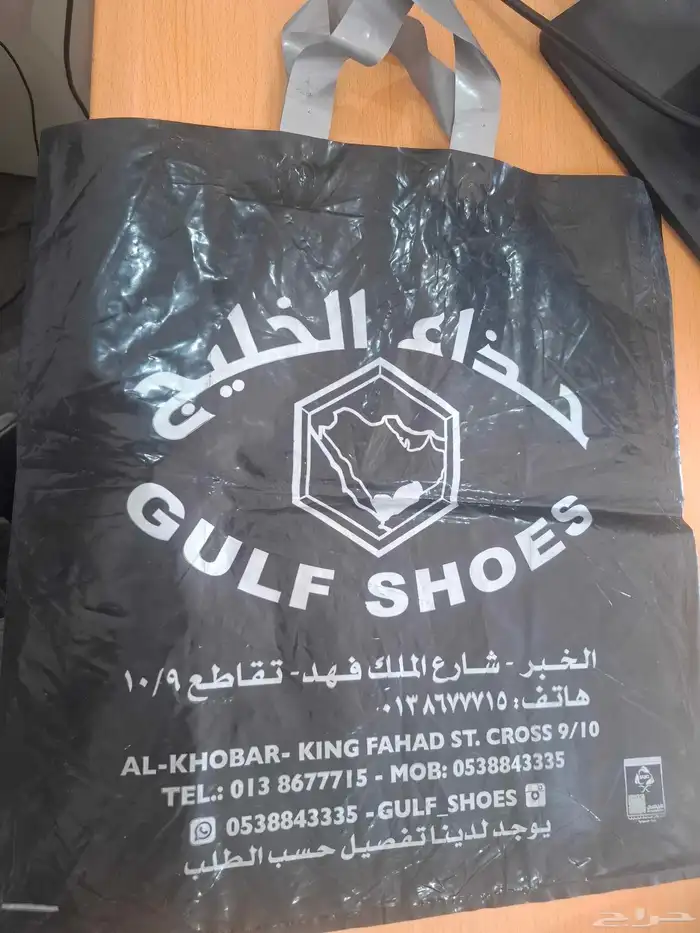 حذاء الخليج
GULF SHOES
الخبر - شارع الملك فهد - تقاطع ١٠/٩
هاتف: ٠١٣٨٦٧٧٧١٥
AL-KHOBAR- KING FAHAD ST. CROSS 9/10
TEL.: 013 8677715 - MOB: 0538843335
0538843335 -GULF_SHOES
يوجد لدينا تفصيل حسب الطلب
حراج